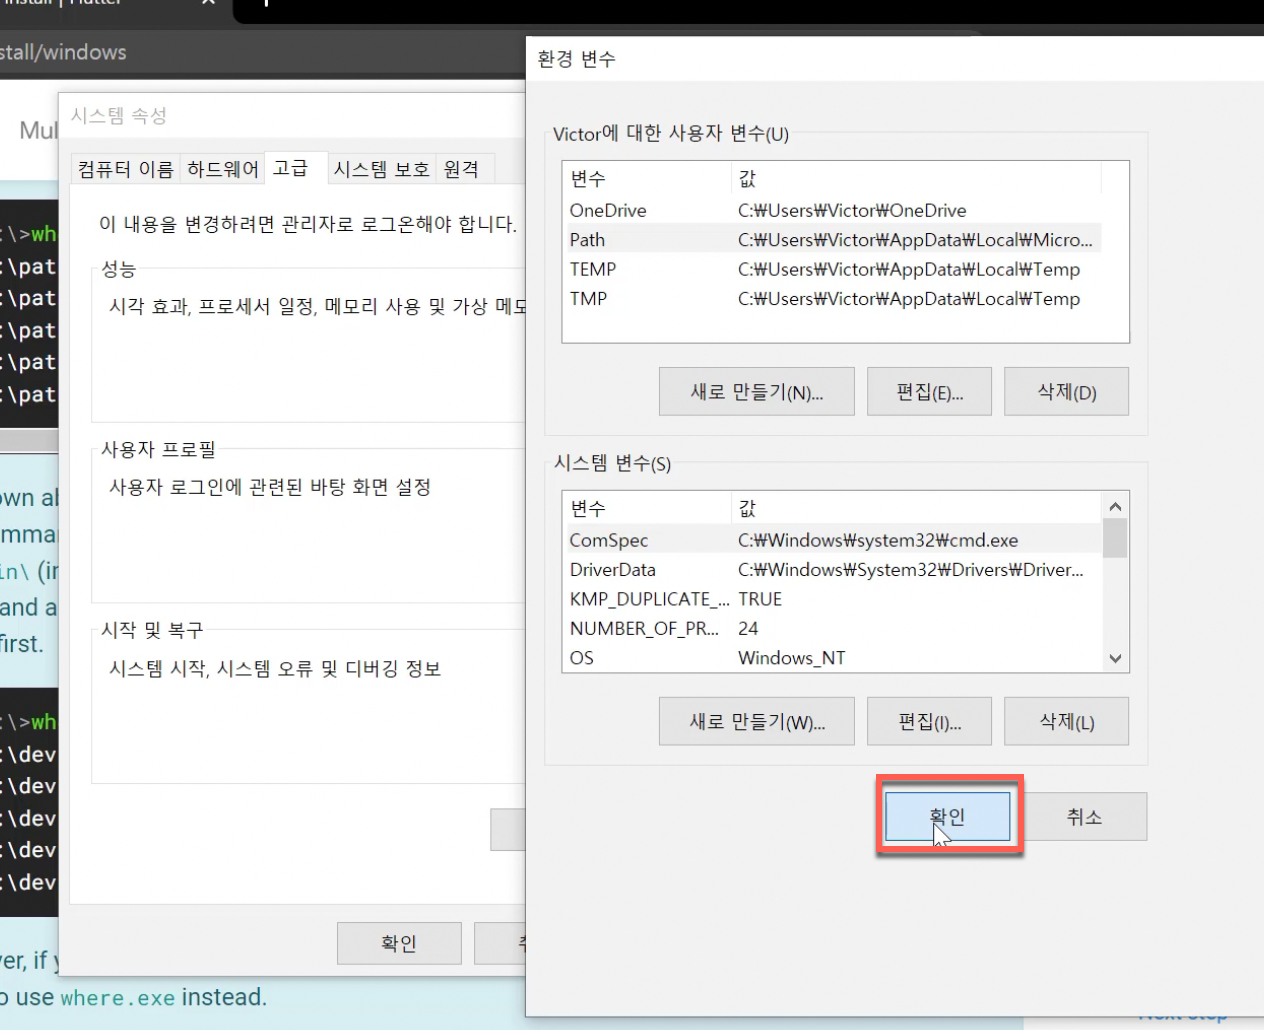 stall/windows
환경 변수
시스템 속성
컴퓨터 이름 하드웨어 고급 시스템 보호 원격
이 내용을 변경하려면 관리자로 로그온해야 합니다.
성능
시각 효과, 프로세서 일정, 메모리 사용 및 가상 메모
사용자 프로필
사용자 로그인에 관련된 바탕 화면 설정
시작 및 복구
시스템 시작, 시스템 오류 및 디버깅 정보
확인
Victor에 대한 사용자 변수(U)
변수 값
OneDrive C:₩Users₩Victor₩OneDrive
Path C:₩Users₩Victor₩AppData₩Local₩Micro...
TEMP C:₩Users₩Victor₩AppData₩Local₩Temp
TMP C:₩Users₩Victor₩AppData₩Local₩Temp
새로 만들기(N)... 편집(E)... 삭제(D)
시스템 변수(S)
변수 값
ComSpec C:₩Windows₩system32₩cmd.exe
DriverData C:₩Windows₩System32₩Drivers₩Driver...
KMP_DUPLICATE_... TRUE
NUMBER_OF_PR... 24
OS Windows_NT
새로 만들기(W)... 편집(I)... 삭제(L)
확인 취소
Mul
:\>wh
:\pat
:\pat
:\pat
:\pat
:\pat
own ab
mmar
in\ (in
and a
first.
:\>wh
:\dev
:\dev
:\dev
:\dev
:\dev
er, if y
o use where.exe instead.